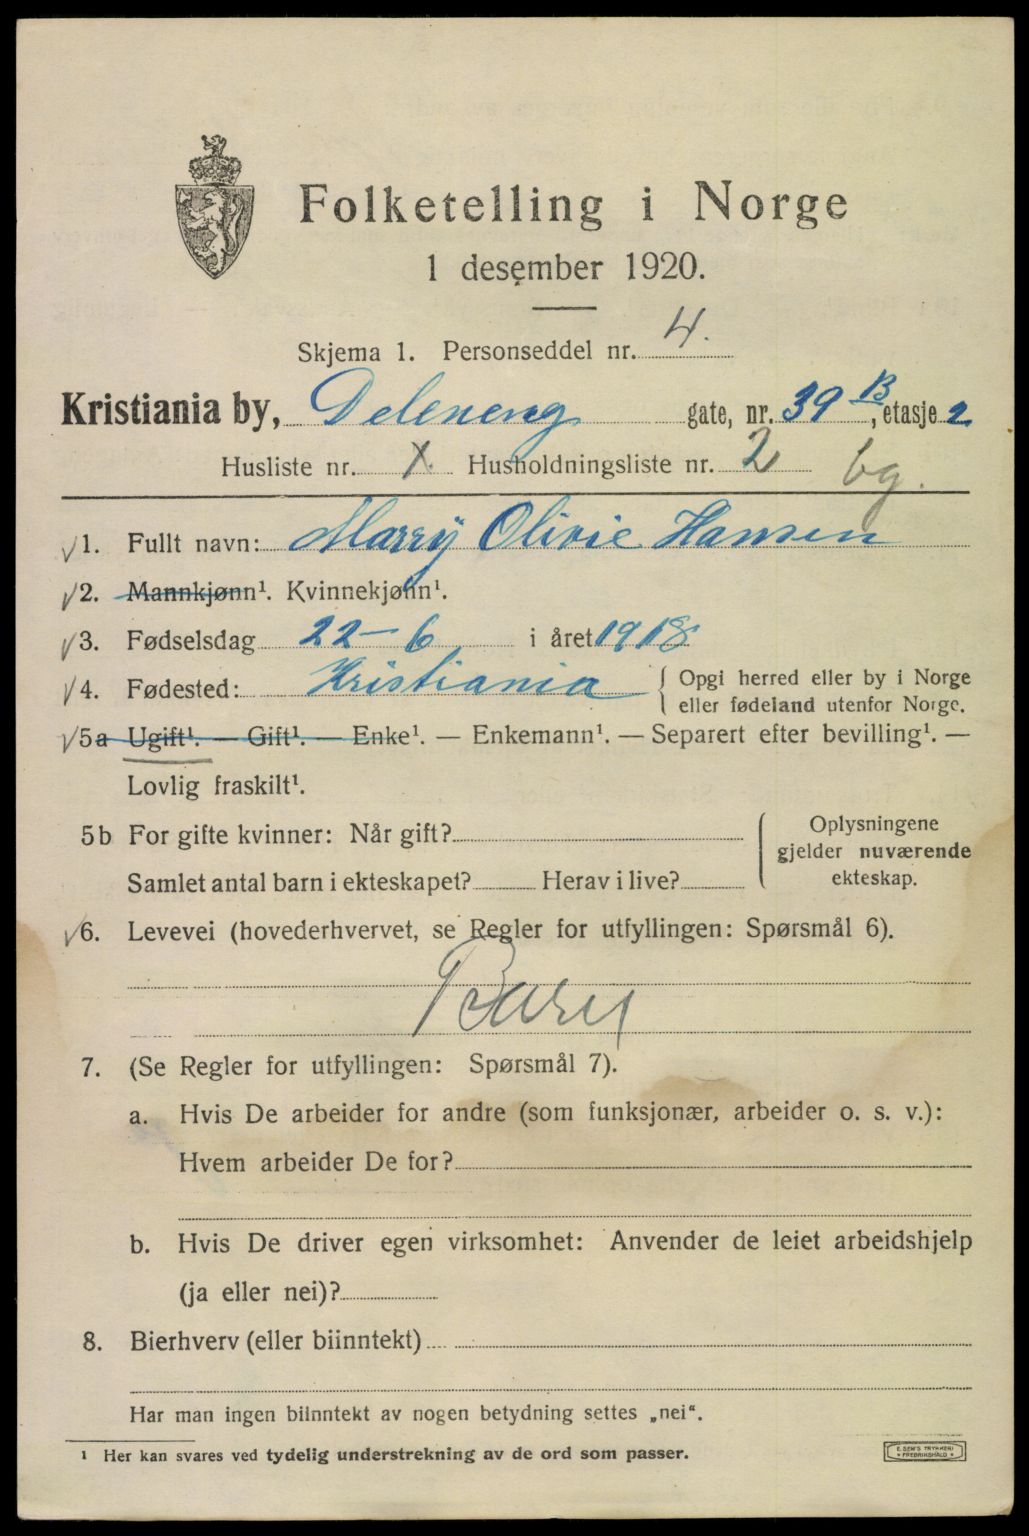 Folketelling i Norge
1 desember 1920.
Skjema 1. Personseddel nr. 4.
Kristiania by, Deleneng gate, nr. 39 B, etasje 2
Husliste nr. 1. Husholdningsliste nr. 2 bg.
√1. Fullt navn: Marry Olivie Hansen
√2. Mannkjønn¹. Kvinnekjønn¹.
√3. Fødselsdag 22-6 i året 1918
√4. Fødested: Kristiania { Opgi herred eller by i Norge
eller fødeland utenfor Norge.
√5a Ugift¹. — Gift¹. — Enke¹. — Enkemann¹. — Separert efter bevilling¹. —
Lovlig fraskilt¹.
5b For gifte kvinner: Når gift? { Oplysningene
gjelder nuværende
Samlet antal barn i ekteskapet? Herav i live? ekteskap.
√6. Levevei (hovederhvervet, se Regler for utfyllingen: Spørsmål 6).
Barn
7. (Se Regler for utfyllingen: Spørsmål 7).
a. Hvis De arbeider for andre (som funksjonær, arbeider o. s. v.):
Hvem arbeider De for?
b. Hvis De driver egen virksomhet: Anvender de leiet arbeidshjelp
(ja eller nei)?
8. Bierhverv (eller biinntekt)
Har man ingen biinntekt av nogen betydning settes „nei“.
¹ Her kan svares ved tydelig understrekning av de ord som passer.
E. SEM'S TRYKKERI
• FREDRIKSHALD •